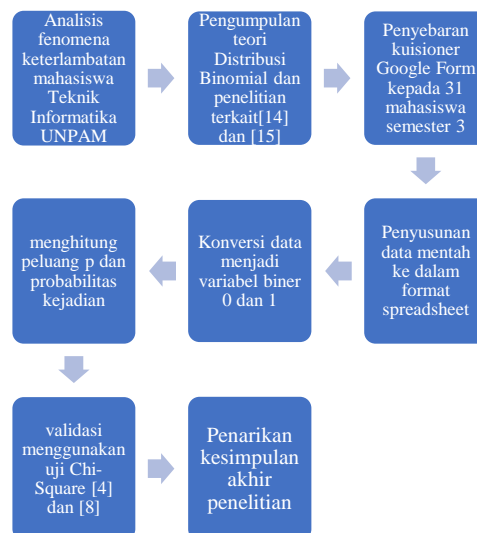 Analisis
fenomena
keterlambatan
mahasiswa
Teknik
Informatika
UNPAM
Pengumpulan
teori
Distribusi
Binomial dan
penelitian
terkait[14]
dan [15]
Penyebaran
kuisioner
Google Form
kepada 31
mahasiswa
semester 3
Penyusunan
data mentah
ke dalam
format
spreadsheet
Konversi data
menjadi
variabel biner
0 dan 1
menghitung
peluang p dan
probabilitas
kejadian
validasi
menggunakan
uji Chi-
Square [4]
dan [8]
Penarikan
kesimpulan
akhir
penelitian